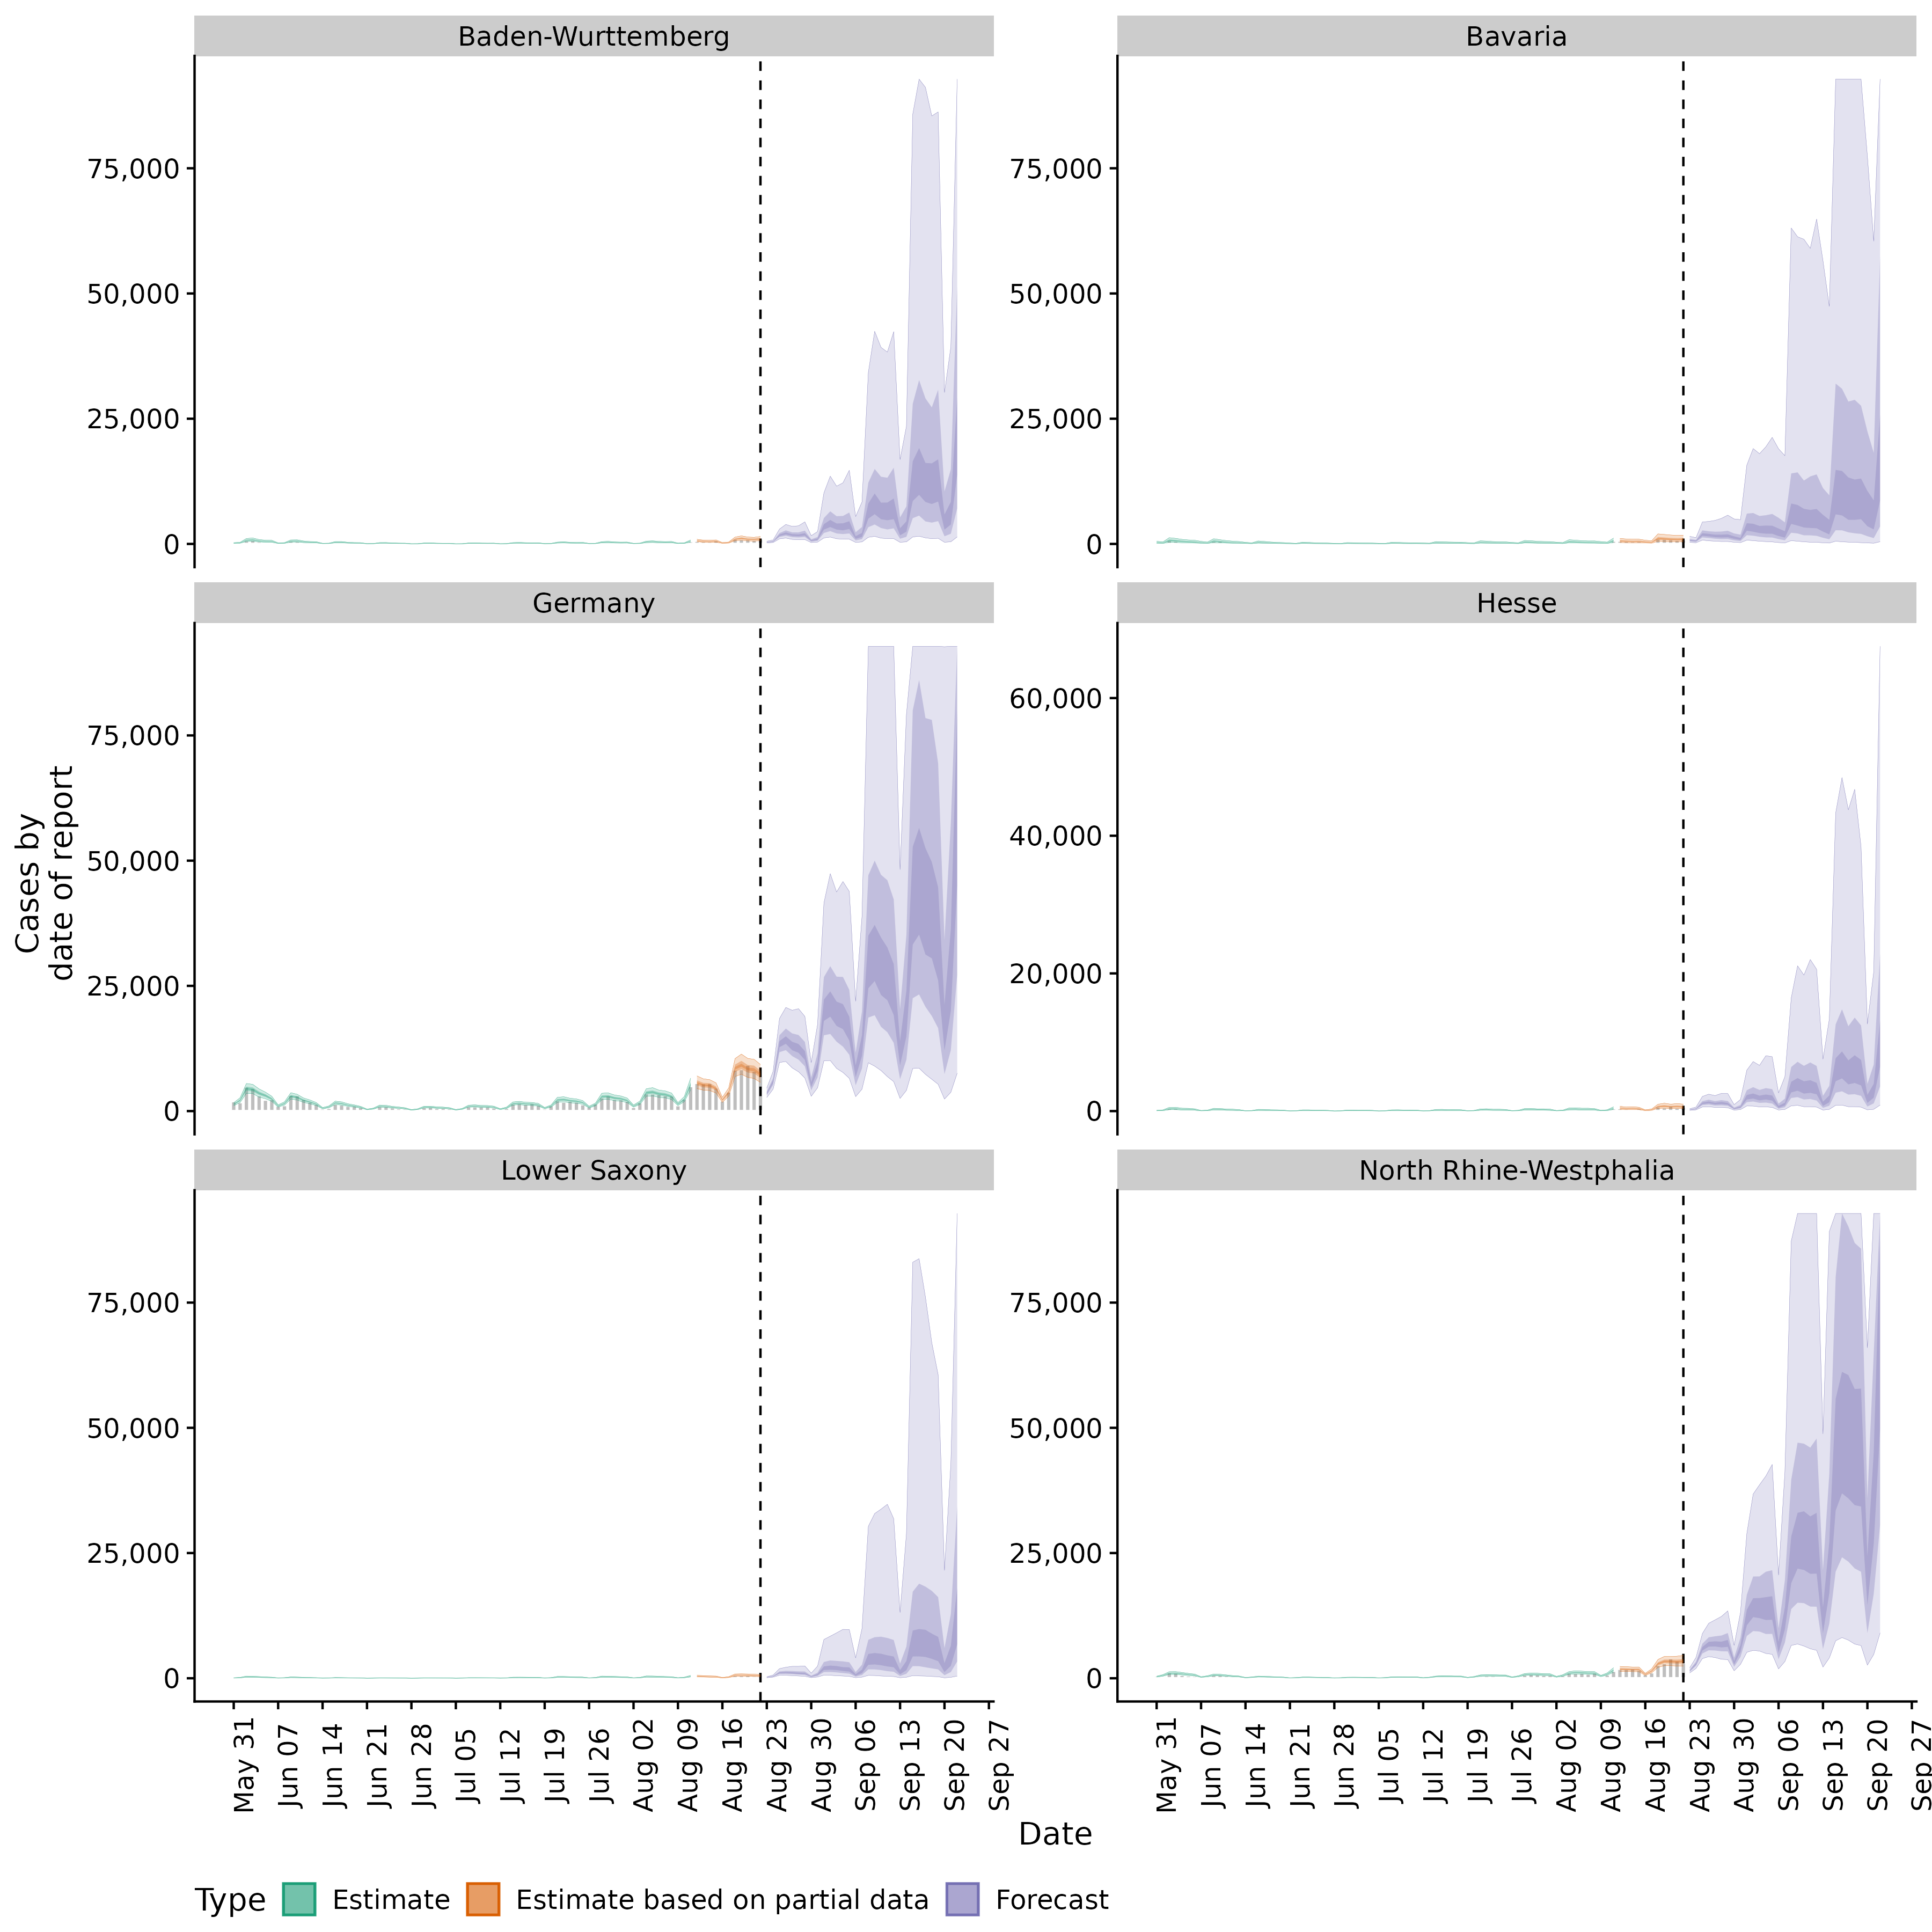 Baden-Wurttemberg
Bavaria
75,000
50,000
25,000
0
75,000
50,000
25,000
0
Germany
Hesse
75,000
50,000
25,000
0
60,000
40,000
20,000
0
Lower Saxony
North Rhine-Westphalia
75,000
50,000
25,000
0
75,000
50,000
25,000
0
Cases by
date of report
May 31
Jun 07
Jun 14
Jun 21
Jun 28
Jul 05
Jul 12
Jul 19
Jul 26
Aug 02
Aug 09
Aug 16
Aug 23
Aug 30
Sep 06
Sep 13
Sep 20
Sep 27
May 31
Jun 07
Jun 14
Jun 21
Jun 28
Jul 05
Jul 12
Jul 19
Jul 26
Aug 02
Aug 09
Aug 16
Aug 23
Aug 30
Sep 06
Sep 13
Sep 20
Sep 27
Date
Type
Estimate
Estimate based on partial data
Forecast